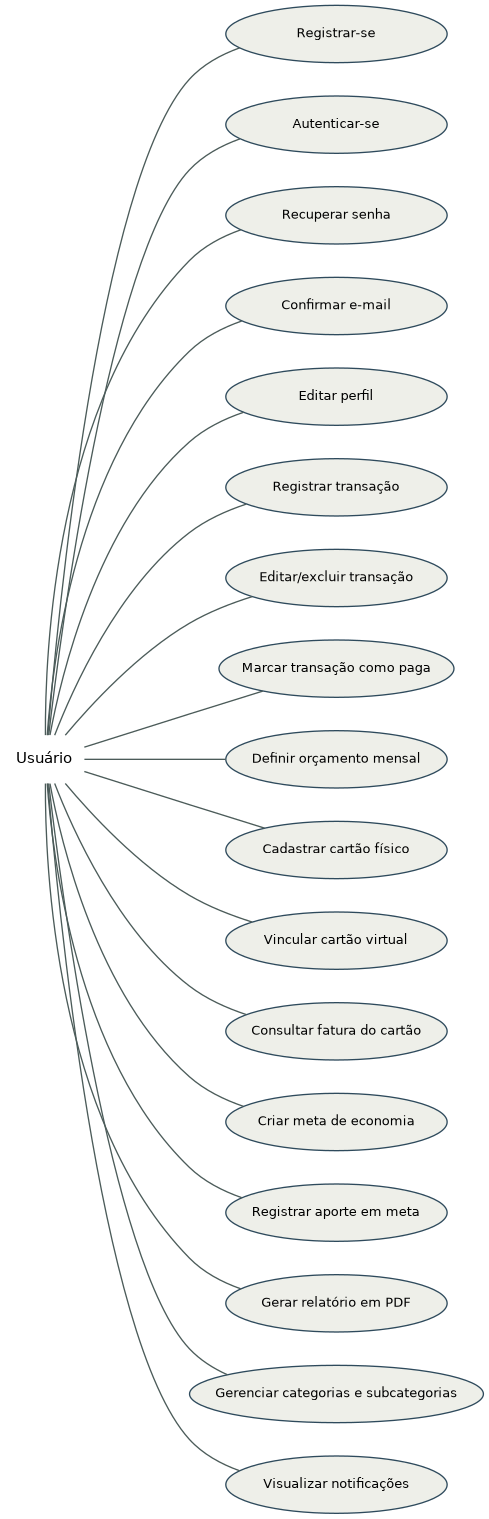 Registrar-se
Autenticar-se
Recuperar senha
Confirmar e-mail
Editar perfil
Registrar transação
Editar/excluir transação
Marcar transação como paga
Usuário
Definir orçamento mensal
Cadastrar cartão físico
Vincular cartão virtual
Consultar fatura do cartão
Criar meta de economia
Registrar aporte em meta
Gerar relatório em PDF
Gerenciar categorias e subcategorias
Visualizar notificações